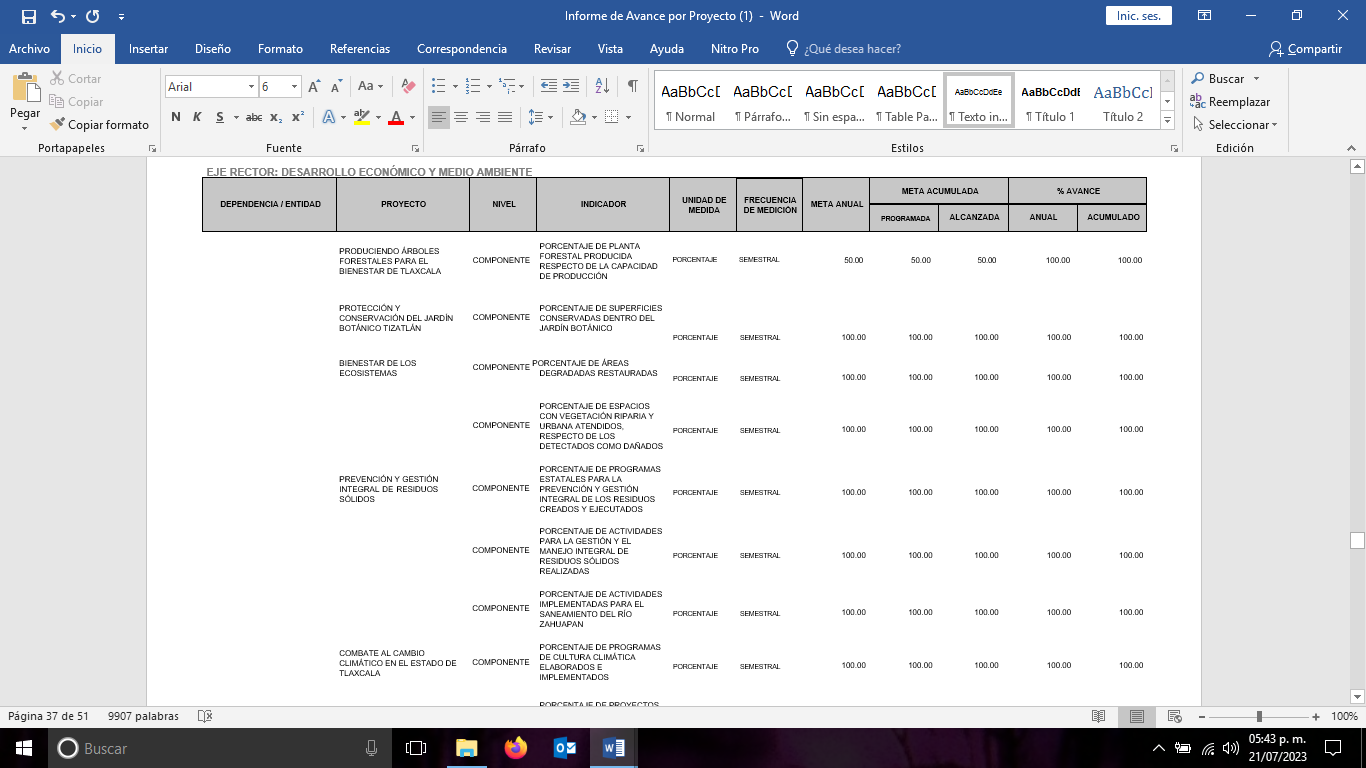 Informe de Avance por Proyecto (1) - Word
Inic. ses.
Archivo Inicio Insertar Diseño Formato Referencias Correspondencia Revisar Vista Ayuda Nitro Pro ¿Qué desea hacer? Compartir
Pegar
Cortar
Copiar
Copiar formato
Portapapeles
Arial 6
N K S abc x₂ x²
Fuente
Párrafo
AaBbCcD AaBbCcD AaBbCcD AaBbCcD AaBbCcDdEe AaBbCcDdE AaBbCcI
¶ Normal ¶ Párrafo... ¶ Sin espa... ¶ Table Pa... ¶ Texto in... ¶ Título 1 Título 2
Estilos
Buscar
Reemplazar
Seleccionar
Edición
EJE RECTOR: DESARROLLO ECONÓMICO Y MEDIO AMBIENTE
DEPENDENCIA / ENTIDAD PROYECTO NIVEL INDICADOR UNIDAD DE MEDIDA FRECUENCIA DE MEDICIÓN META ANUAL META ACUMULADA % AVANCE
PROGRAMADA ALCANZADA ANUAL ACUMULADO
PRODUCIENDO ÁRBOLES
FORESTALES PARA EL
BIENESTAR DE TLAXCALA
COMPONENTE
PORCENTAJE DE PLANTA
FORESTAL PRODUCIDA
RESPECTO DE LA CAPACIDAD
DE PRODUCCIÓN
PORCENTAJE SEMESTRAL 50.00 50.00 50.00 100.00 100.00
PROTECCIÓN Y
CONSERVACIÓN DEL JARDÍN
BOTÁNICO TIZATLÁN
COMPONENTE
PORCENTAJE DE SUPERFICIES
CONSERVADAS DENTRO DEL
JARDÍN BOTÁNICO
PORCENTAJE SEMESTRAL 100.00 100.00 100.00 100.00 100.00
BIENESTAR DE LOS
ECOSISTEMAS
COMPONENTE
PORCENTAJE DE ÁREAS
DEGRADADAS RESTAURADAS
PORCENTAJE SEMESTRAL 100.00 100.00 100.00 100.00 100.00
COMPONENTE
PORCENTAJE DE ESPACIOS
CON VEGETACIÓN RIPARIA Y
URBANA ATENDIDOS,
RESPECTO DE LOS
DETECTADOS COMO DAÑADOS
PORCENTAJE SEMESTRAL 100.00 100.00 100.00 100.00 100.00
PREVENCIÓN Y GESTIÓN
INTEGRAL DE RESIDUOS
SÓLIDOS
COMPONENTE
PORCENTAJE DE PROGRAMAS
ESTATALES PARA LA
PREVENCIÓN Y GESTIÓN
INTEGRAL DE LOS RESIDUOS
CREADOS Y EJECUTADOS
PORCENTAJE SEMESTRAL 100.00 100.00 100.00 100.00 100.00
COMPONENTE
PORCENTAJE DE ACTIVIDADES
PARA LA GESTIÓN Y EL
MANEJO INTEGRAL DE
RESIDUOS SÓLIDOS
REALIZADAS
PORCENTAJE SEMESTRAL 100.00 100.00 100.00 100.00 100.00
COMPONENTE
PORCENTAJE DE ACTIVIDADES
IMPLEMENTADAS PARA EL
SANEAMIENTO DEL RÍO
ZAHUAPAN
PORCENTAJE SEMESTRAL 100.00 100.00 100.00 100.00 100.00
COMBATE AL CAMBIO
CLIMÁTICO EN EL ESTADO DE
TLAXCALA
COMPONENTE
PORCENTAJE DE PROGRAMAS
DE CULTURA CLIMÁTICA
ELABORADOS E
IMPLEMENTADOS
PORCENTAJE SEMESTRAL 100.00 100.00 100.00 100.00 100.00
PORCENTAJE DE PROYECTOS
Página 37 de 51 9907 palabras 100%
Buscar
05:43 p. m.
21/07/2023